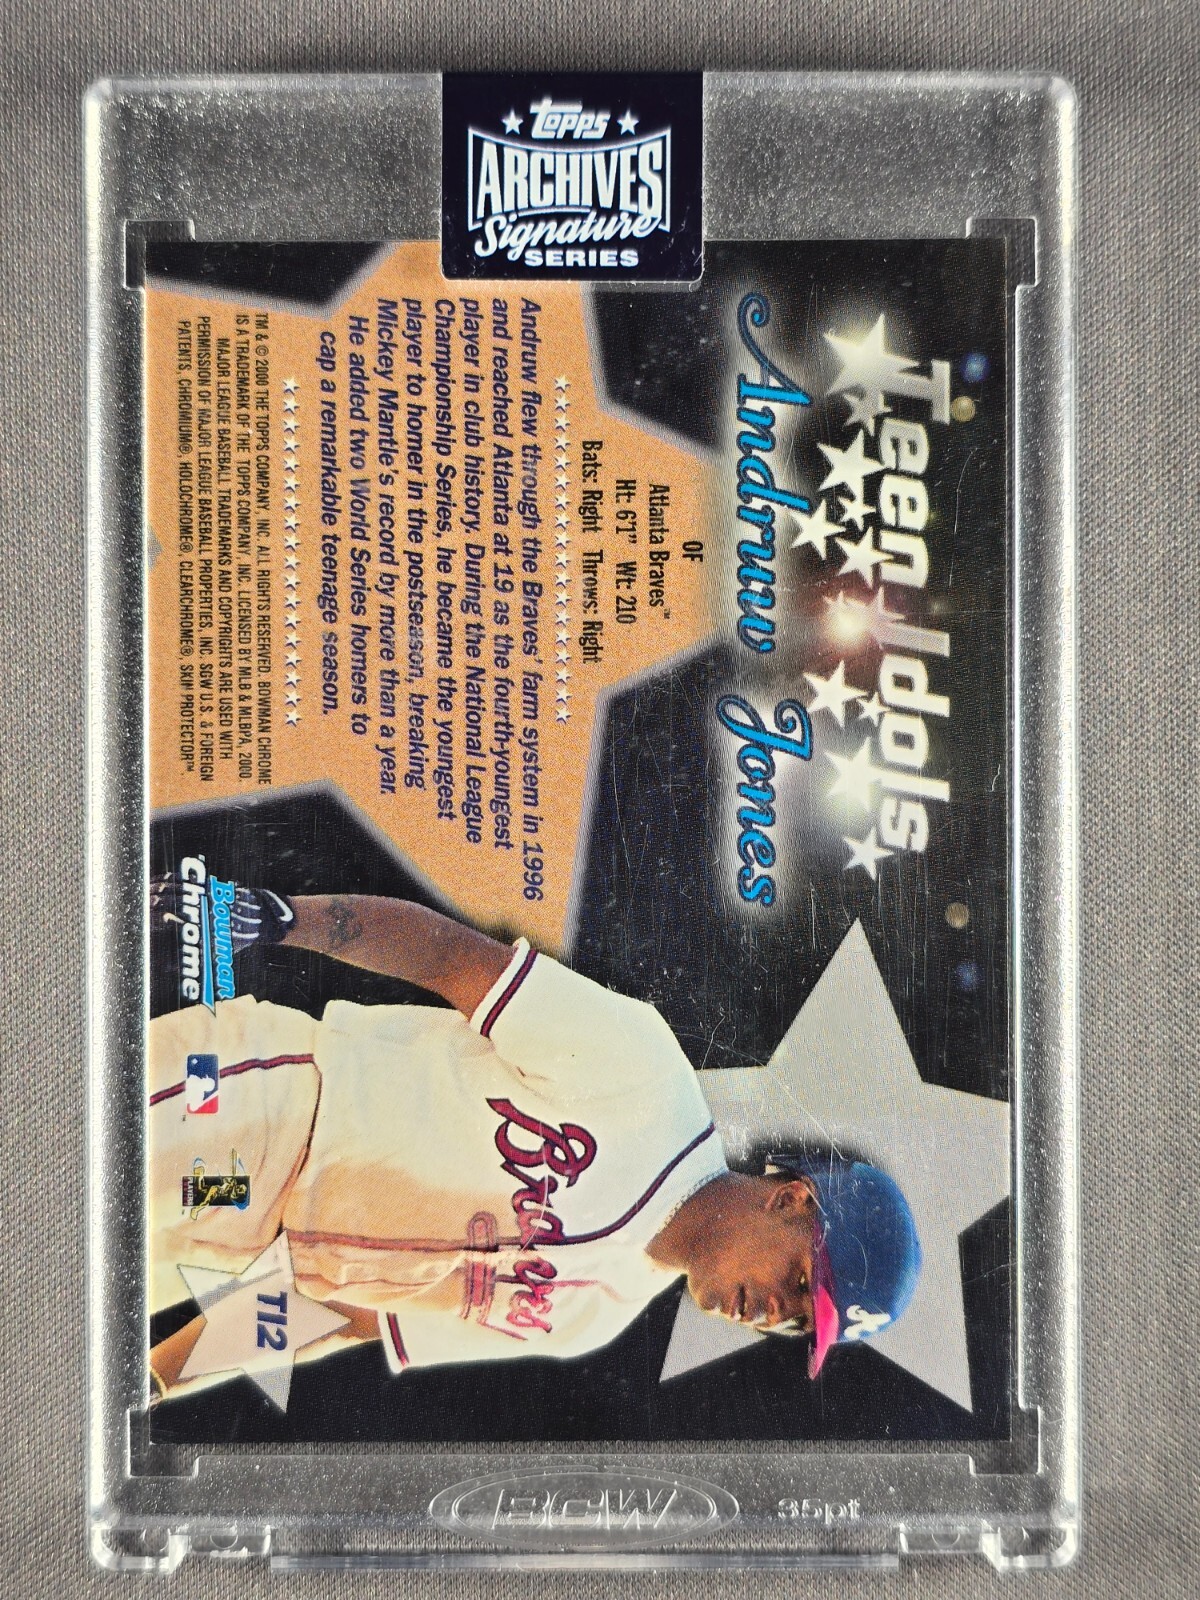 Topps
ARCHIVES
Signature
SERIES
Teen Idols
Andruw Jones
OF
Atlanta Braves™
Ht: 6'1" Wt: 210
Bats: Right Throws: Right
Andruw flew through the Braves' farm system in 1996
and reached Atlanta at 19 as the fourth-youngest
player in club history. During the National League
Championship Series, he became the youngest
player to homer in the postseason, breaking
Mickey Mantle's record by more than a year.
He added two World Series homers to
cap a remarkable teenage season.
TM & © 2000 THE TOPPS COMPANY, INC. ALL RIGHTS RESERVED. BOWMAN CHROME
IS A TRADEMARK OF THE TOPPS COMPANY, INC. LICENSED BY MLB & MLBPA, 2000.
MAJOR LEAGUE BASEBALL TRADEMARKS AND COPYRIGHTS ARE USED WITH
PERMISSION OF MAJOR LEAGUE BASEBALL PROPERTIES, INC. SGW U.S. & FOREIGN
PATENTS, CHROMIUM®, HOLOCHROME®, CLEARCHROME®, SKIN PROTECTOR™.
Bowman
Chrome
Braves
A
PLAYERS
TI2
BCW
35pt